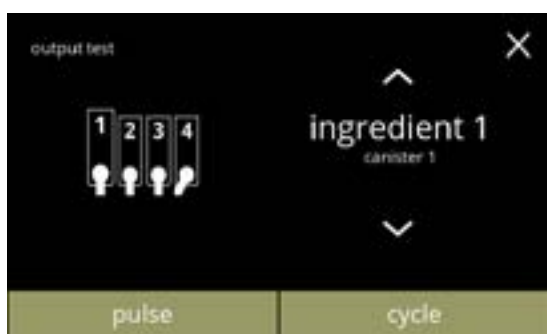 output test
1 2 3 4
ingredient 1
canister 1
pulse
cycle